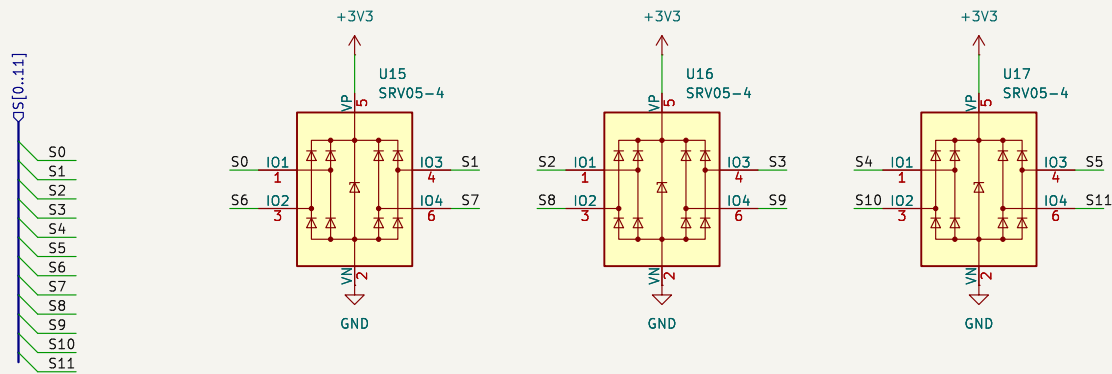 S[0..11]
S0
S1
S2
S3
S4
S5
S6
S7
S8
S9
S10
S11
+3V3
U15
SRV05-4
VP 5
S0 IO1 IO3 S1
1 4
S6 IO2 IO4 S7
3 6
VN 2
GND
+3V3
U16
SRV05-4
VP 5
S2 IO1 IO3 S3
1 4
S8 IO2 IO4 S9
3 6
VN 2
GND
+3V3
U17
SRV05-4
VP 5
S4 IO1 IO3 S5
1 4
S10 IO2 IO4 S11
3 6
VN 2
GND